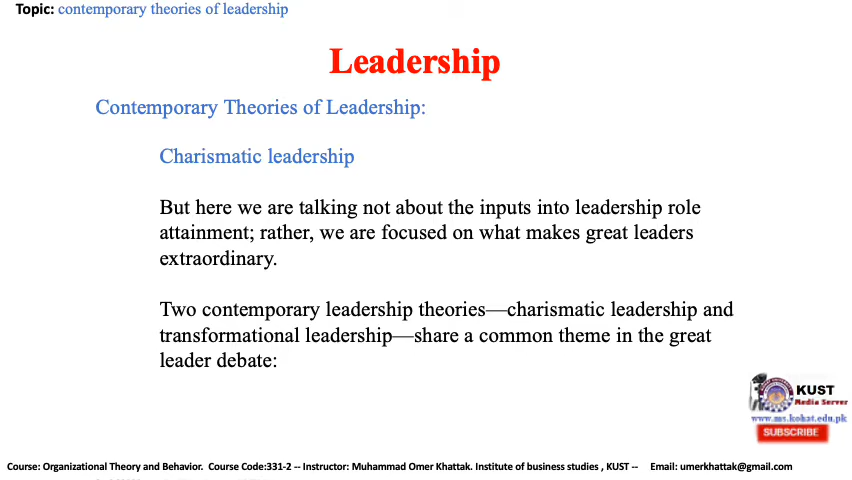 Topic: contemporary theories of leadership
Leadership
Contemporary Theories of Leadership:
Charismatic leadership
But here we are talking not about the inputs into leadership role
attainment; rather, we are focused on what makes great leaders
extraordinary.
Two contemporary leadership theories—charismatic leadership and
transformational leadership—share a common theme in the great
leader debate:
KUST
Media Server
www.ms.kohat.edu.pk
SUBSCRIBE
Course: Organizational Theory and Behavior. Course Code:331-2 -- Instructor: Muhammad Omer Khattak. Institute of business studies , KUST -- Email: umerkhattak@gmail.com